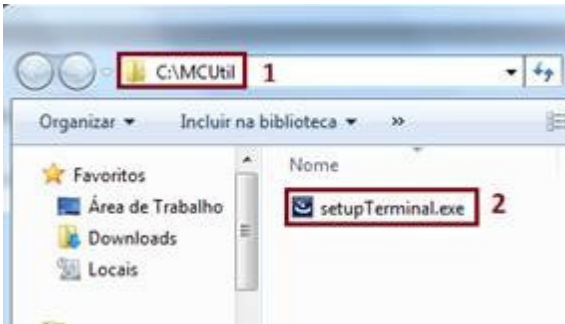 C:\MCUtil 1
Organizar Incluir na biblioteca »
Favoritos
Área de Trabalho
Downloads
Locais
Nome
setupTerminal.exe 2